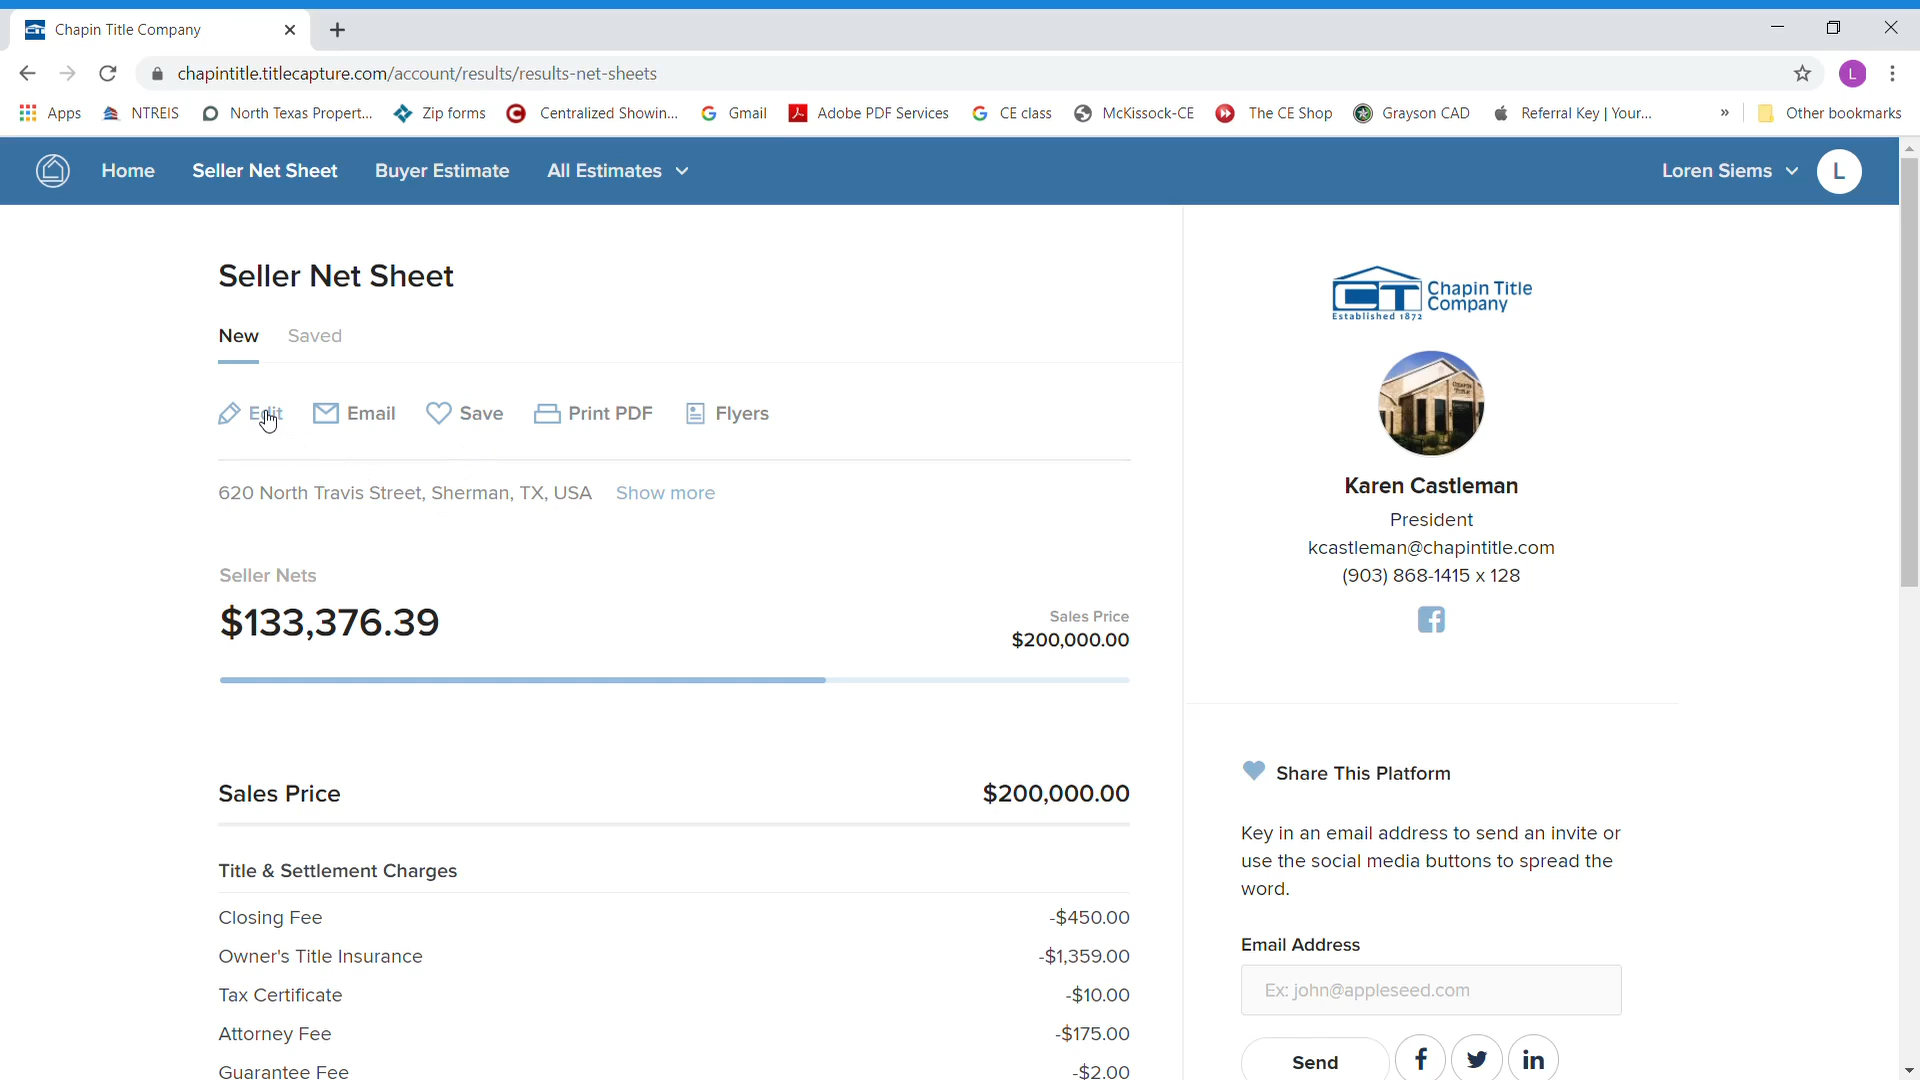 Chapin Title Company
chapintitle.titlecapture.com/account/results/results-net-sheets
L
Apps NTREIS North Texas Propert... Zip forms Centralized Showin... Gmail Adobe PDF Services CE class McKissock-CE The CE Shop Grayson CAD Referral Key | Your... » Other bookmarks
Home Seller Net Sheet Buyer Estimate All Estimates Loren Siems L
Seller Net Sheet
New Saved
Edit Email Save Print PDF Flyers
620 North Travis Street, Sherman, TX, USA Show more
Seller Nets
$133,376.39
Sales Price
$200,000.00
Sales Price $200,000.00
Title & Settlement Charges
Closing Fee -$450.00
Owner's Title Insurance -$1,359.00
Tax Certificate -$10.00
Attorney Fee -$175.00
Guarantee Fee -$2.00
CT Chapin Title
Company
Established 1872
Karen Castleman
President
kcastleman@chapintitle.com
(903) 868-1415 x 128
Share This Platform
Key in an email address to send an invite or
use the social media buttons to spread the
word.
Email Address
Ex: john@appleseed.com
Send